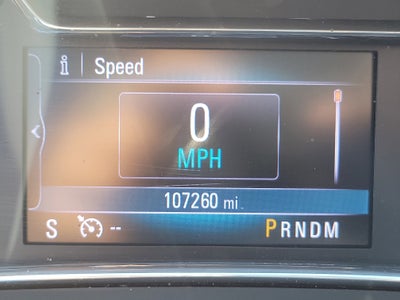 i Speed
0
MPH
107260 mi
S -- PRNDM